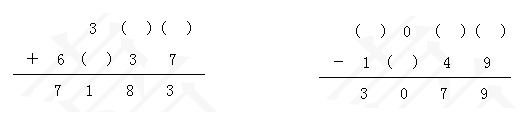 3 （ ）（ ）
＋ 6 （ ） 3 7
7 1 8 3
（ ） 0 （ ）（ ）
－ 1 （ ） 4 9
3 0 7 9